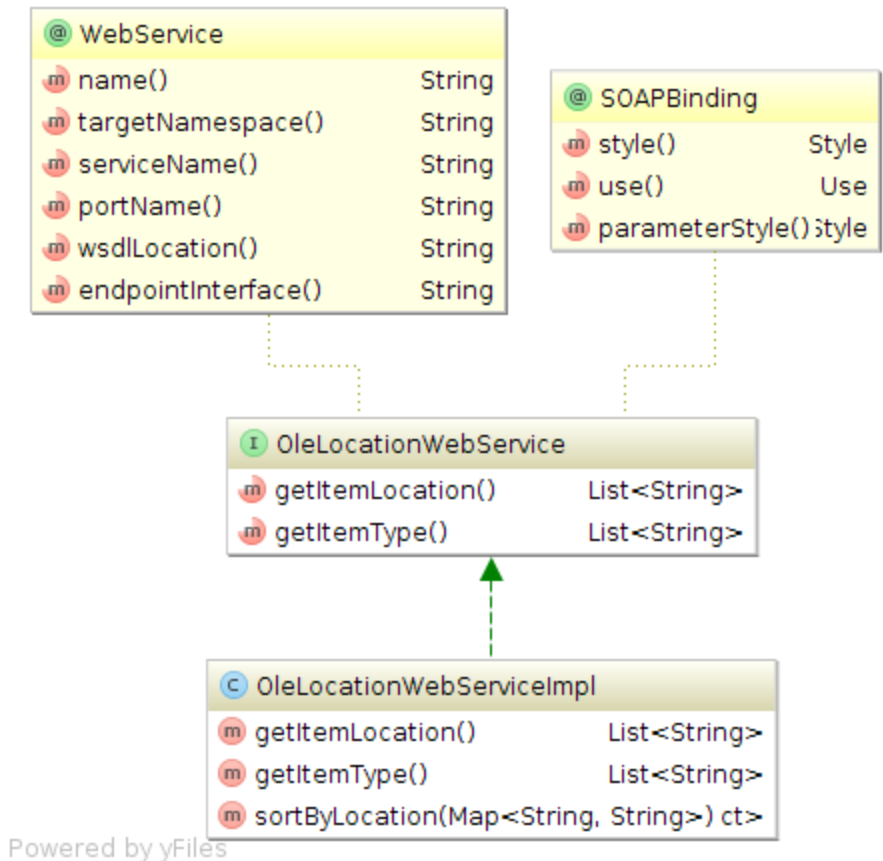 @ WebService
m name() String
m targetNamespace() String
m serviceName() String
m portName() String
m wsdlLocation() String
m endpointInterface() String
@ SOAPBinding
m style() Style
m use() Use
m parameterStyle() Style
I OleLocationWebService
m getItemLocation() List<String>
m getItemType() List<String>
C OleLocationWebServiceImpl
m getItemLocation() List<String>
m getItemType() List<String>
m sortByLocation(Map<String, String>) ct>
Powered by yFiles